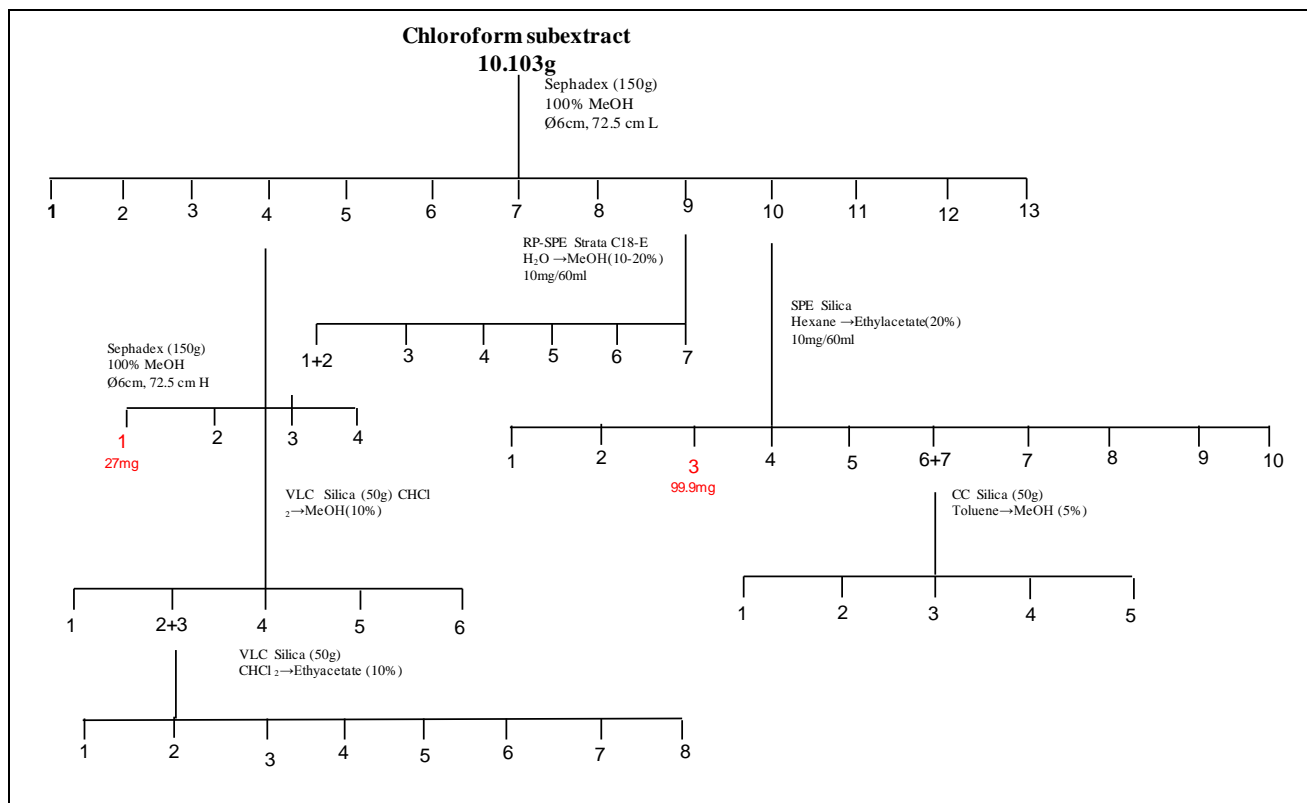 Chloroform subextract
10.103g
Sephadex (150g)
100% MeOH
Ø6cm, 72.5 cm L
1 2 3 4 5 6 7 8 9 10 11 12 13
RP-SPE Strata C18-E
H₂O →MeOH(10-20%)
10mg/60ml
SPE Silica
Hexane →Ethylacetate(20%)
10mg/60ml
1+2 3 4 5 6 7
Sephadex (150g)
100% MeOH
Ø6cm, 72.5 cm H
1 2 3 4
27mg
1 2 3 4 5 6+7 7 8 9 10
99.9mg
VLC Silica (50g) CHCl
₂→MeOH(10%)
CC Silica (50g)
Toluene→MeOH (5%)
1 2 3 4 5
1 2+3 4 5 6
VLC Silica (50g)
CHCl ₂→Ethyacetate (10%)
1 2 3 4 5 6 7 8